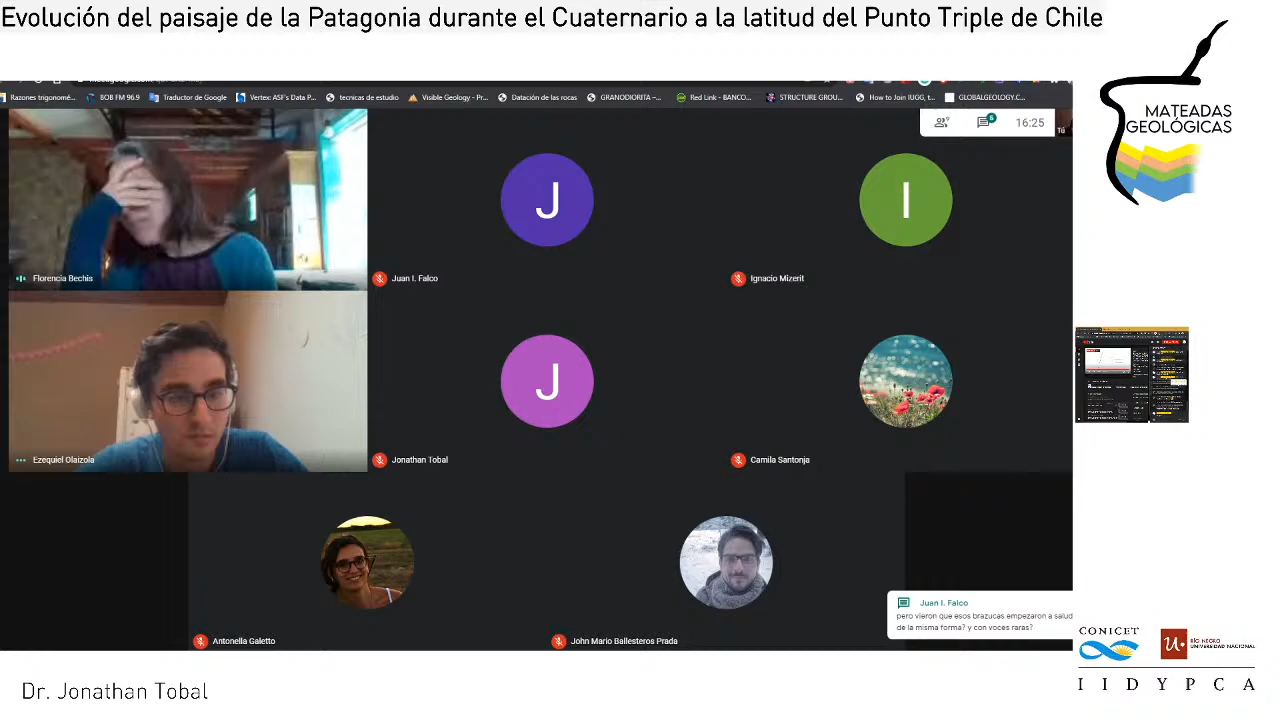 Evolución del paisaje de la Patagonia durante el Cuaternario a la latitud del Punto Triple de Chile
MATEADAS
GEOLÓGICAS
Razones trigonomé... BOB FM 96.9 Traductor de Google Vertex: ASF's Data P... tecnicas de estudio Visible Geology - Pr... Datación de las rocas GRANODIORITA –... Red Link - BANCO... STRUCTURE GROU... How to Join IUGG, t... GLOBALGEOLOGY.C...
9 6 16:25
Tú
J
I
Florencia Bechis
Juan I. Falco
Ignacio Mizerit
J
Ezequiel Olaizola
Jonathan Tobal
Camila Santonja
Antonella Galetto
John Mario Ballesteros Prada
Juan I. Falco
pero vieron que esos brazucas empezaron a salud
de la misma forma? y con voces raras?
CONICET
RÍO NEGRO
UNIVERSIDAD NACIONAL
I I D Y P C A
Dr. Jonathan Tobal